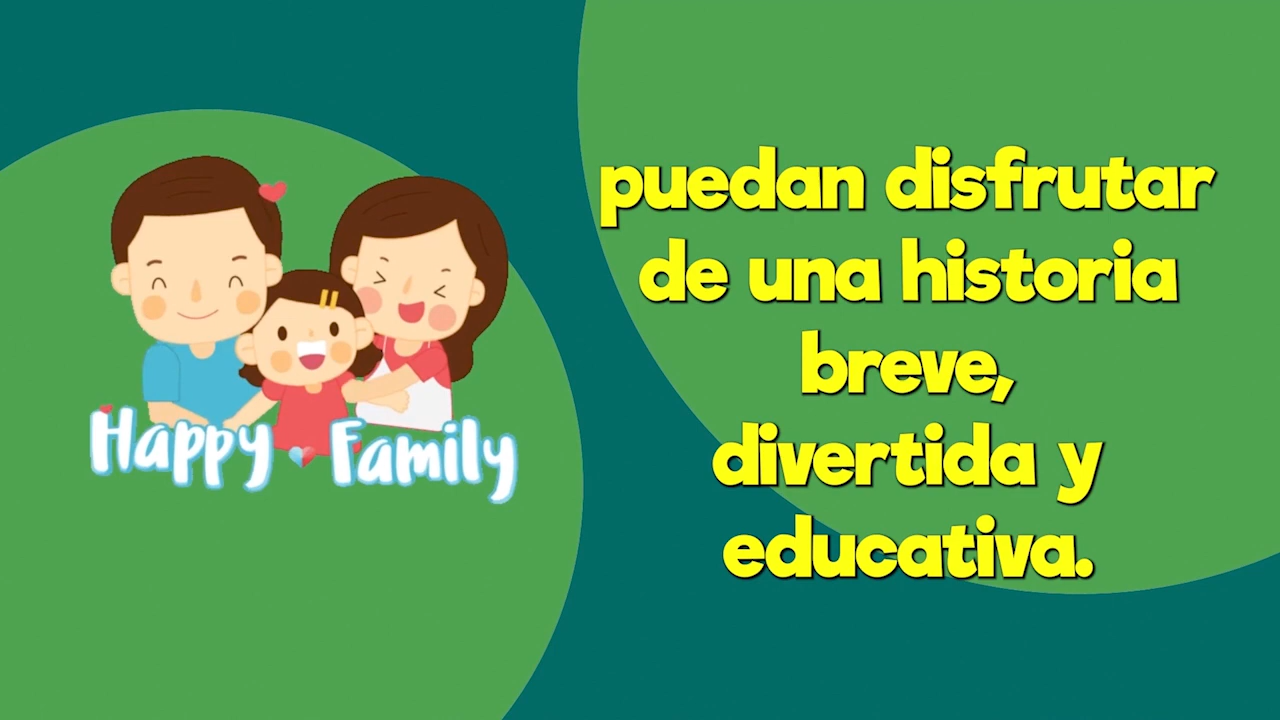 Happy Family
puedan disfrutar
de una historia
breve,
divertida y
educativa.